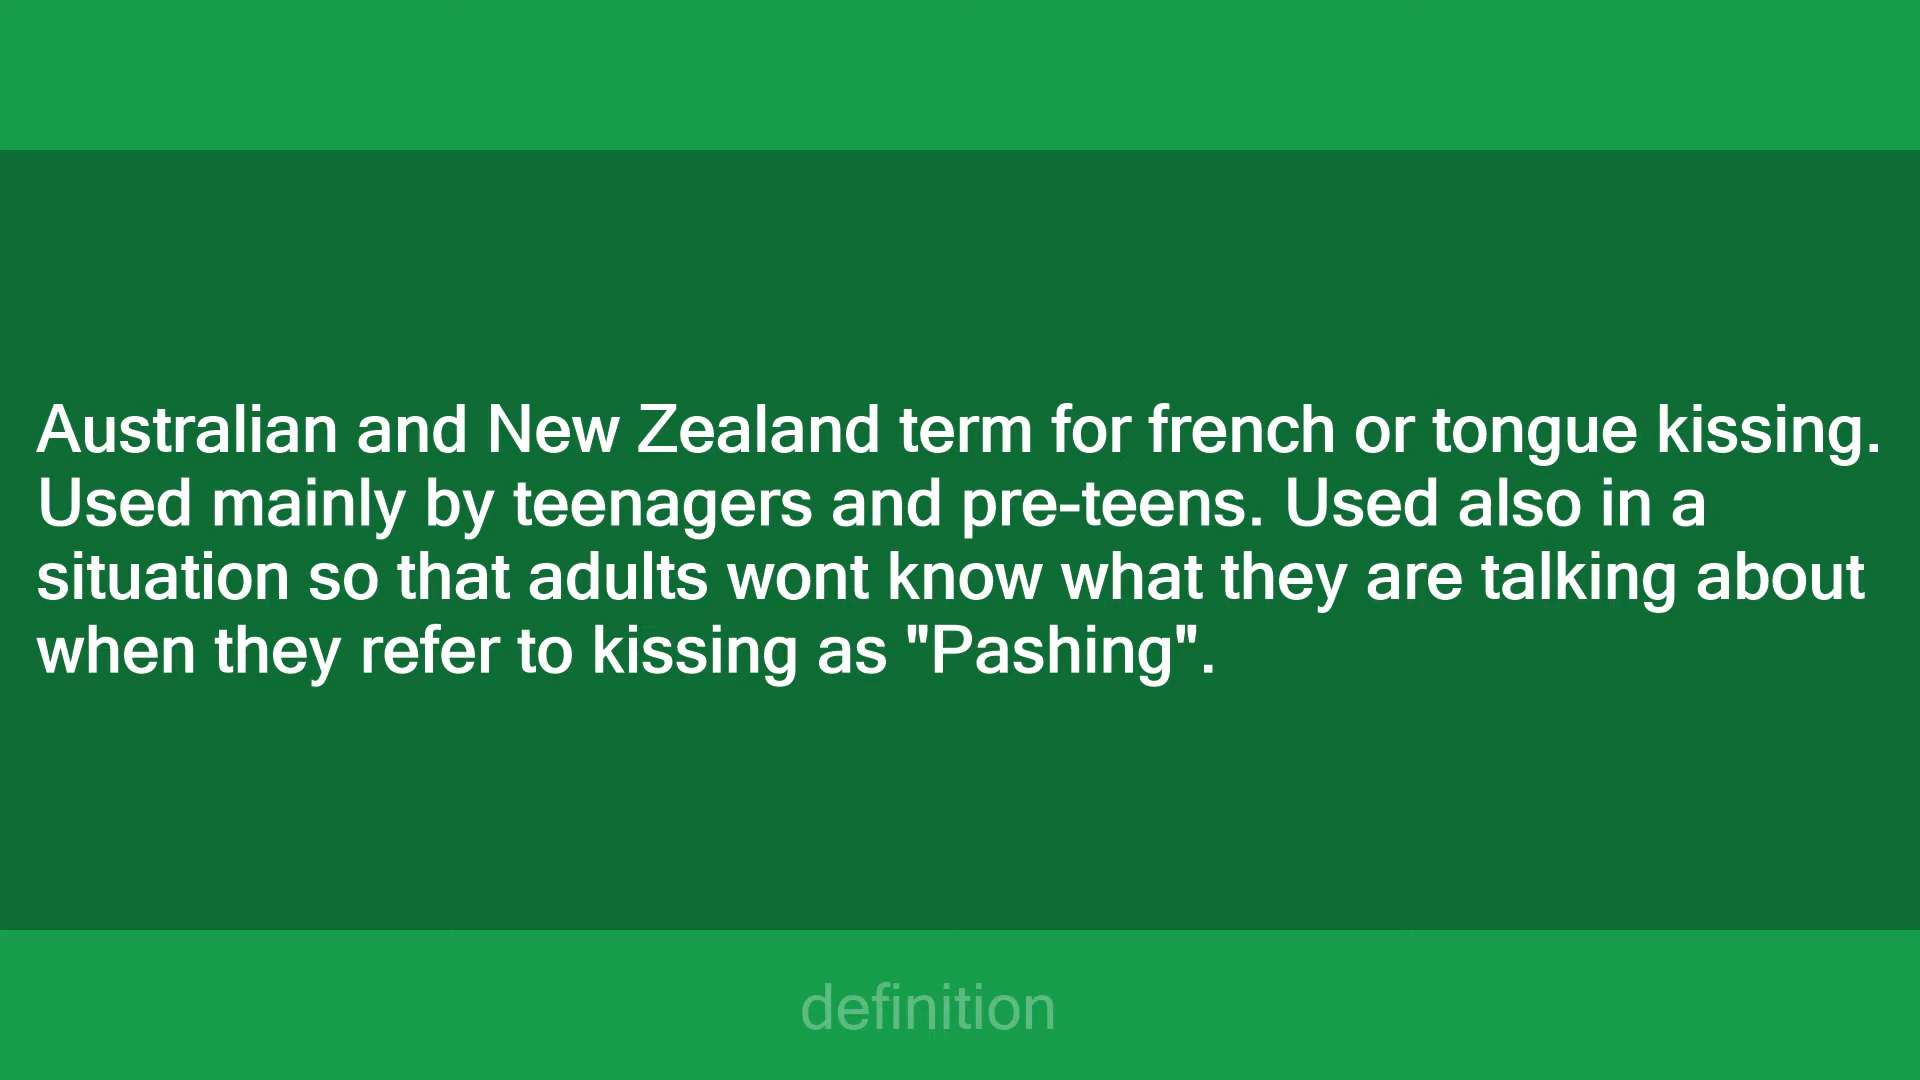 Australian and New Zealand term for french or tongue kissing.
Used mainly by teenagers and pre-teens. Used also in a
situation so that adults wont know what they are talking about
when they refer to kissing as "Pashing".
definition